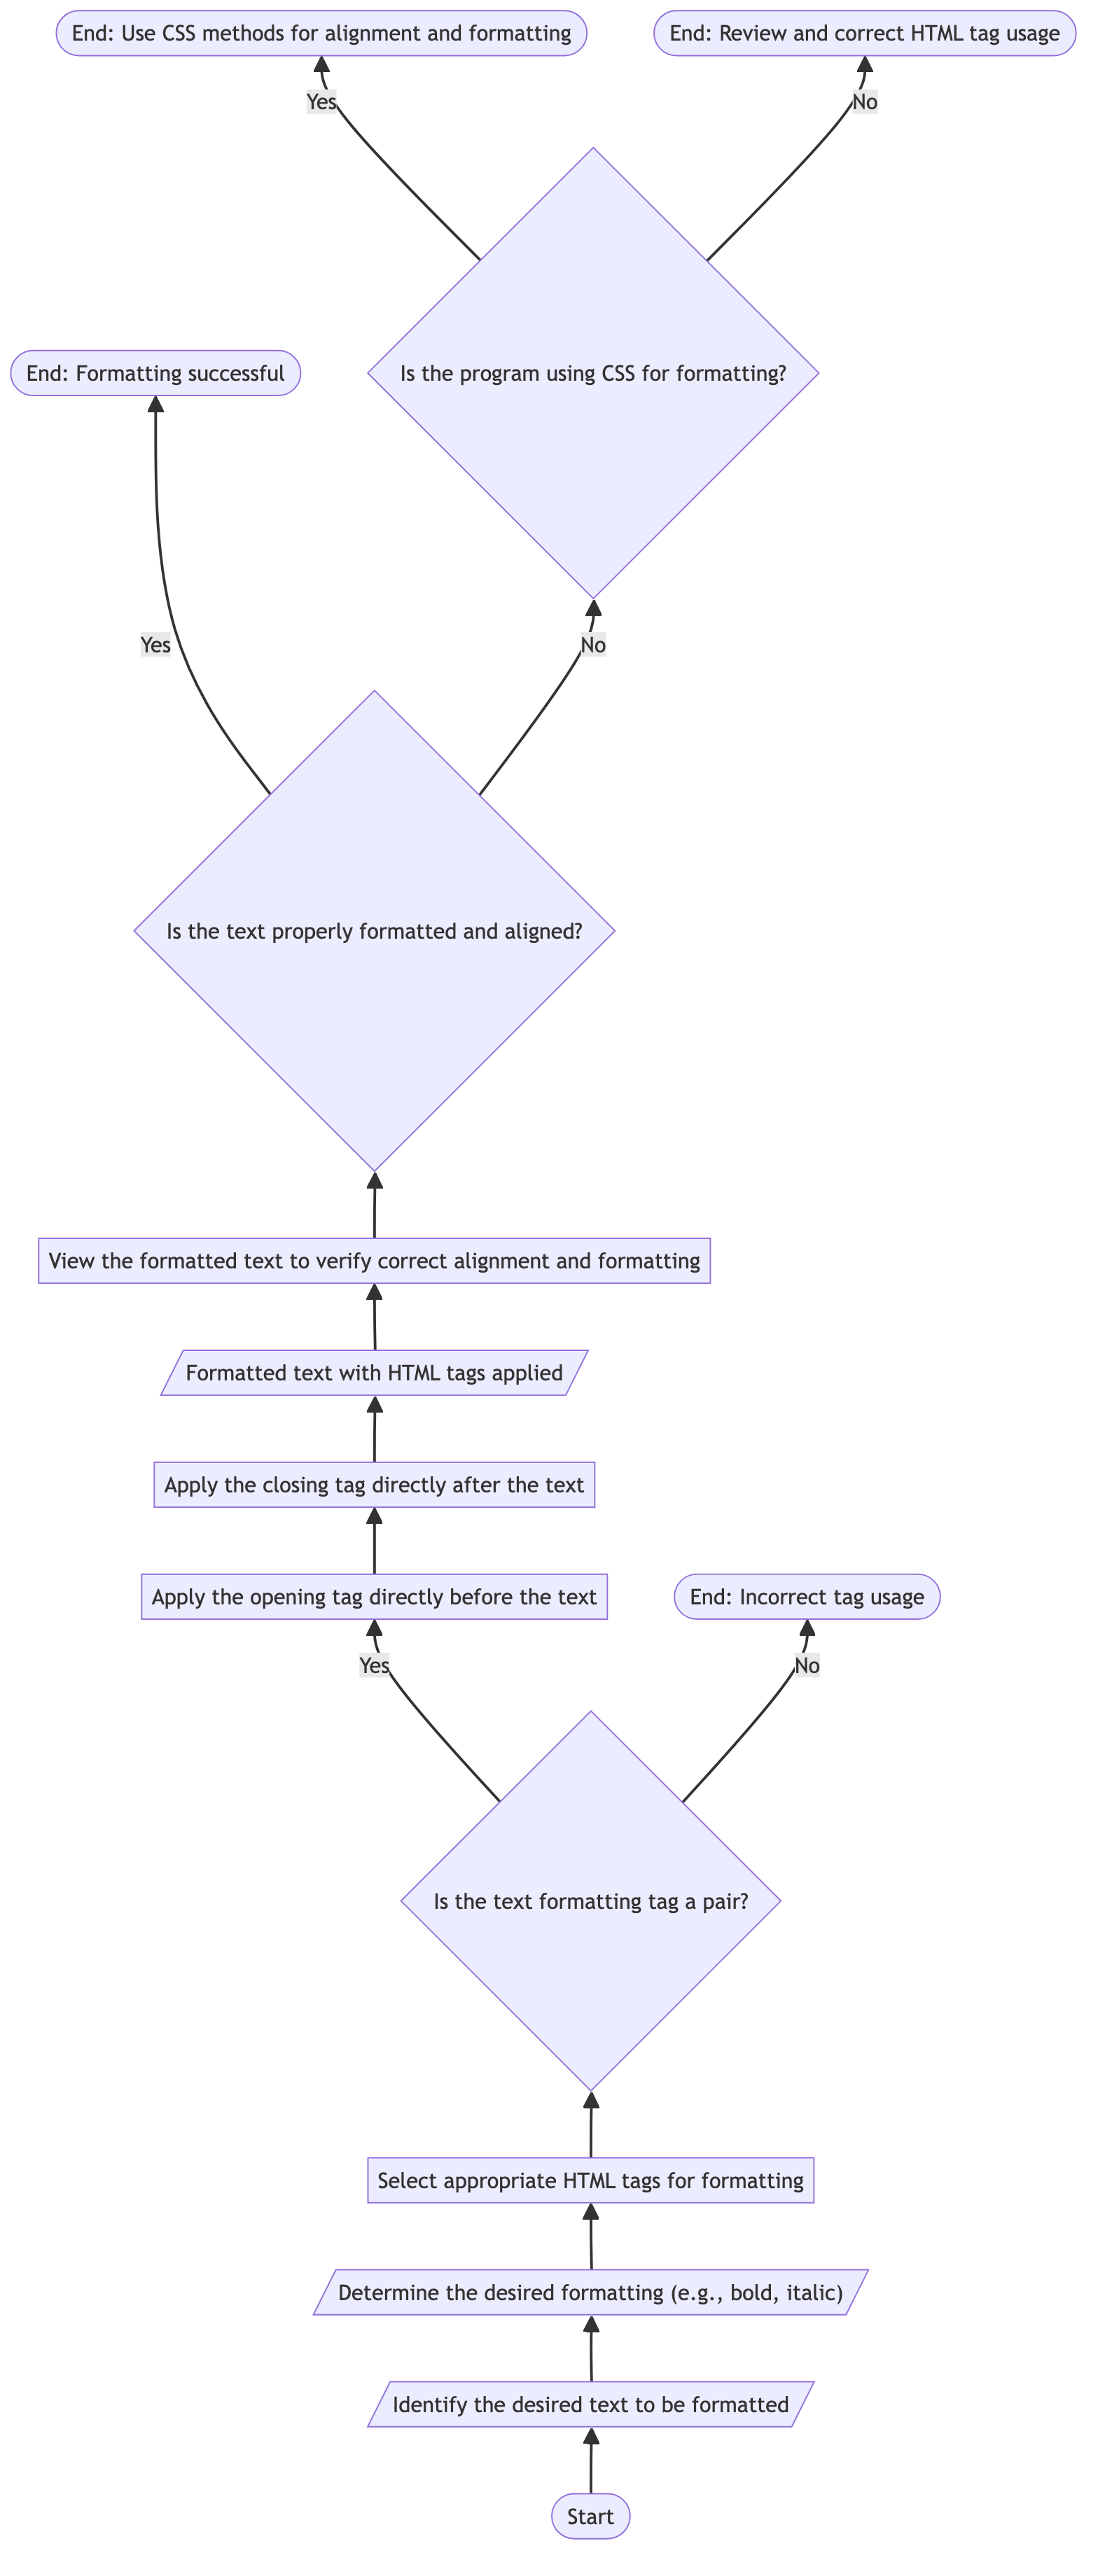 End: Use CSS methods for alignment and formatting
End: Review and correct HTML tag usage
Yes
No
End: Formatting successful
Is the program using CSS for formatting?
Yes
No
Is the text properly formatted and aligned?
View the formatted text to verify correct alignment and formatting
Formatted text with HTML tags applied
Apply the closing tag directly after the text
Apply the opening tag directly before the text
End: Incorrect tag usage
Yes
No
Is the text formatting tag a pair?
Select appropriate HTML tags for formatting
Determine the desired formatting (e.g., bold, italic)
Identify the desired text to be formatted
Start